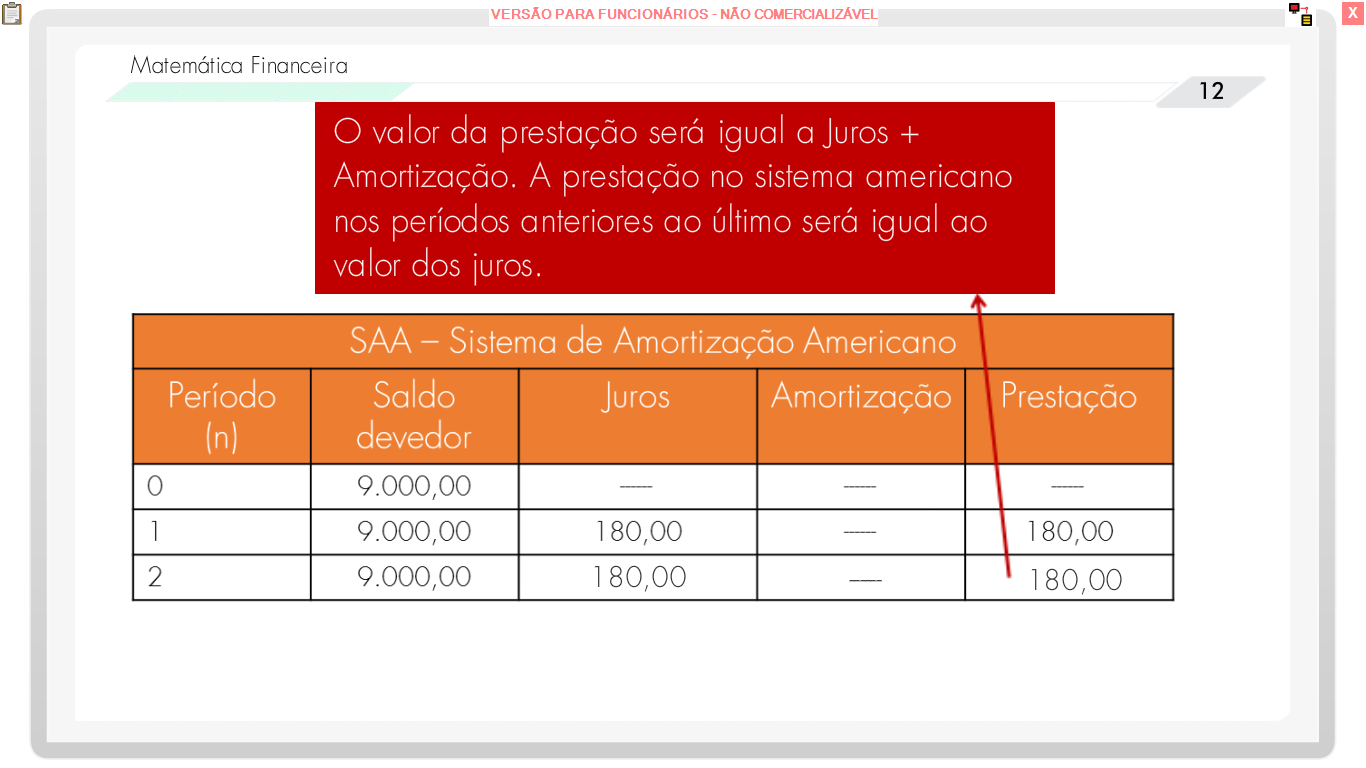 VERSÃO PARA FUNCIONÁRIOS - NÃO COMERCIALIZÁVEL
X
Matemática Financeira
12
O valor da prestação será igual a Juros +
Amortização. A prestação no sistema americano
nos períodos anteriores ao último será igual ao
valor dos juros.
SAA – Sistema de Amortização Americano
Período (n) Saldo devedor Juros Amortização Prestação
0 9.000,00 ------ ------ ------
1 9.000,00 180,00 ------ 180,00
2 9.000,00 180,00 ------ 180,00